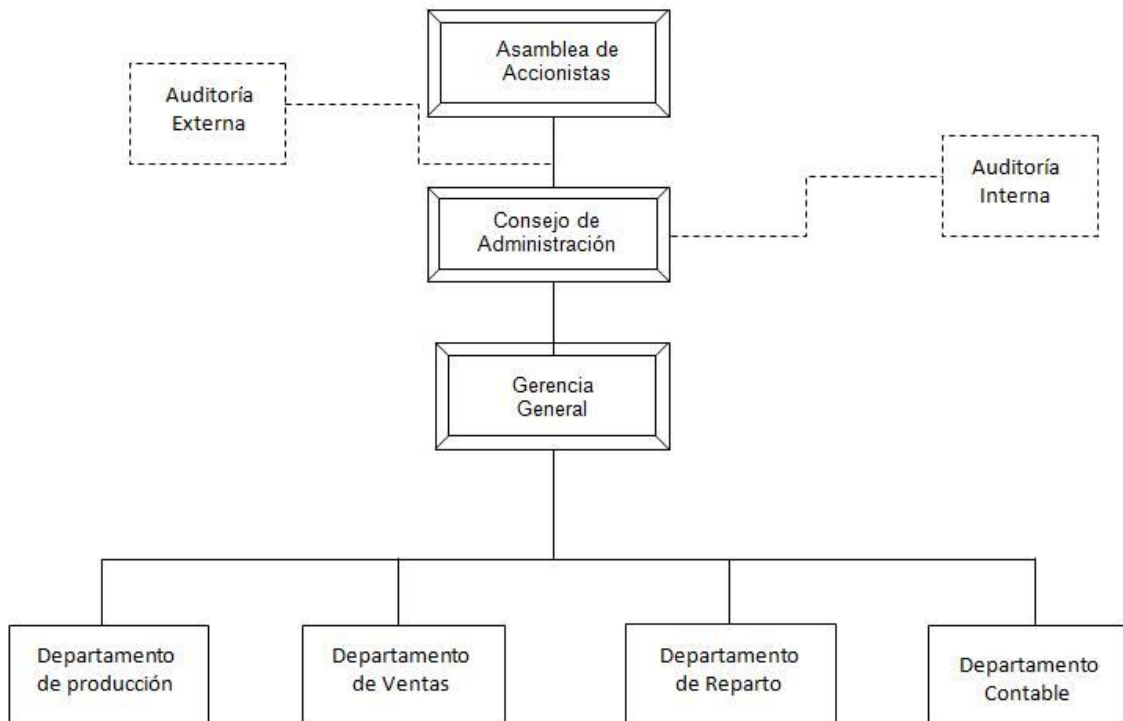 Asamblea de
Accionistas
Auditoría
Externa
Auditoría
Interna
Consejo de
Administración
Gerencia
General
Departamento
de producción
Departamento
de Ventas
Departamento
de Reparto
Departamento
Contable